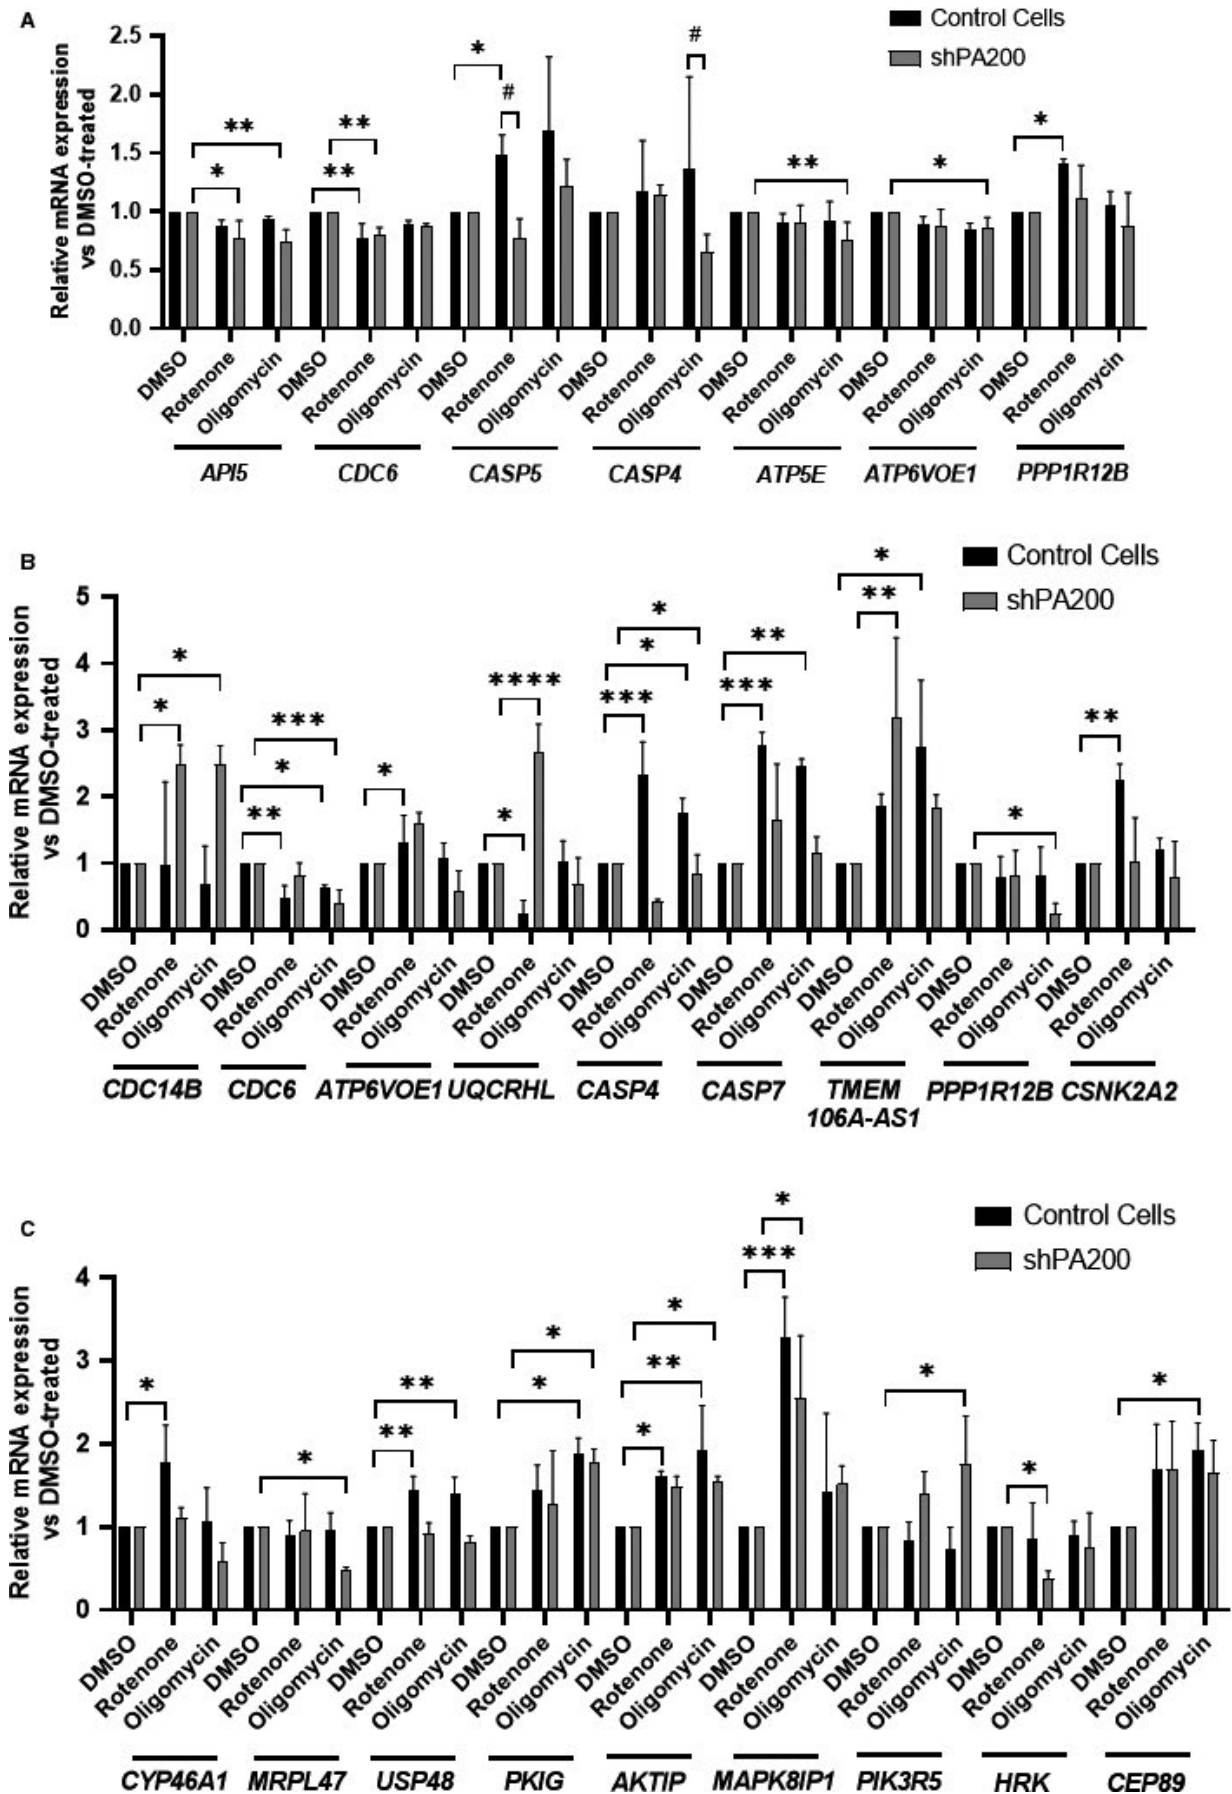 A
Control Cells
shPA200
Relative mRNA expression
vs DMSO-treated
2.5
2.0
1.5
1.0
0.5
0.0
* ** ** ** * # # ** * *
DMSO Rotenone Oligomycin DMSO Rotenone Oligomycin DMSO Rotenone Oligomycin DMSO Rotenone Oligomycin DMSO Rotenone Oligomycin DMSO Rotenone Oligomycin DMSO Rotenone Oligomycin
API5 CDC6 CASP5 CASP4 ATP5E ATP6VOE1 PPP1R12B
B
Control Cells
shPA200
Relative mRNA expression
vs DMSO-treated
5
4
3
2
1
0
* * ** * *** * * **** *** * * *** ** ** * * **
DMSO Rotenone Oligomycin DMSO Rotenone Oligomycin DMSO Rotenone Oligomycin DMSO Rotenone Oligomycin DMSO Rotenone Oligomycin DMSO Rotenone Oligomycin DMSO Rotenone Oligomycin DMSO Rotenone Oligomycin DMSO Rotenone Oligomycin
CDC14B CDC6 ATP6VOE1 UQCRHL CASP4 CASP7 TMEM PPP1R12B CSNK2A2
106A-AS1
C
Control Cells
shPA200
Relative mRNA expression
vs DMSO-treated
4
3
2
1
0
* * ** ** * * * ** * *** * * * *
DMSO Rotenone Oligomycin DMSO Rotenone Oligomycin DMSO Rotenone Oligomycin DMSO Rotenone Oligomycin DMSO Rotenone Oligomycin DMSO Rotenone Oligomycin DMSO Rotenone Oligomycin DMSO Rotenone Oligomycin DMSO Rotenone Oligomycin
CYP46A1 MRPL47 USP48 PKIG AKTIP MAPK8IP1 PIK3R5 HRK CEP89